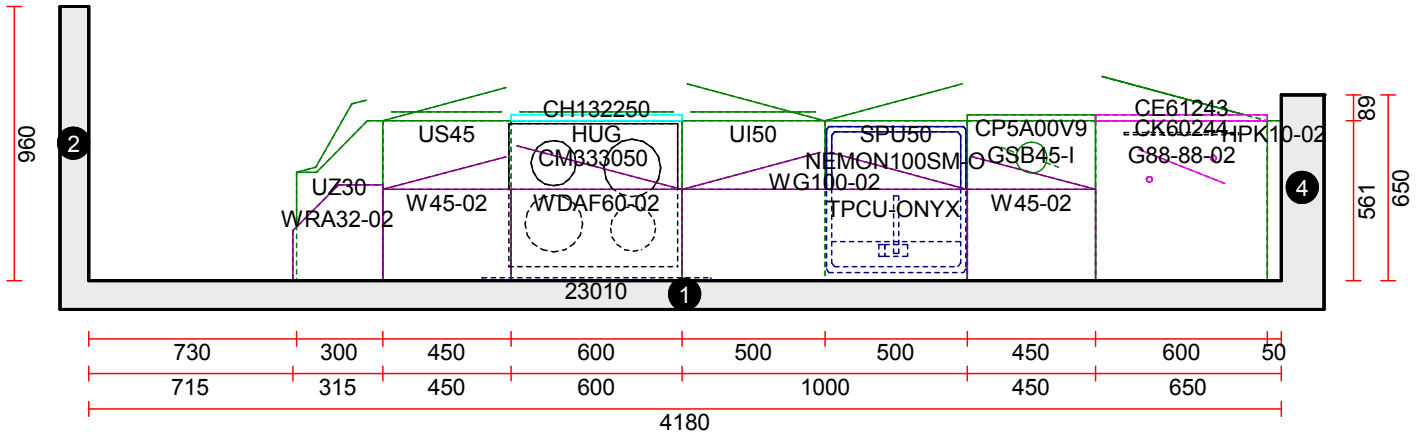 960
2
CH132250
CE61243
US45
HUG
UI50
SPU50
CP5A00V9
CK60244
HPK10-02
CM333050
NEMON100SM-O
GSB45-I
G88-88-02
UZ30
WG100-02
WRA32-02
W45-02
WDAF60-02
TPCU-ONYX
W45-02
4
89
561
650
23010
1
730 300 450 600 500 500 450 600 50
715 315 450 600 1000 450 650
4180